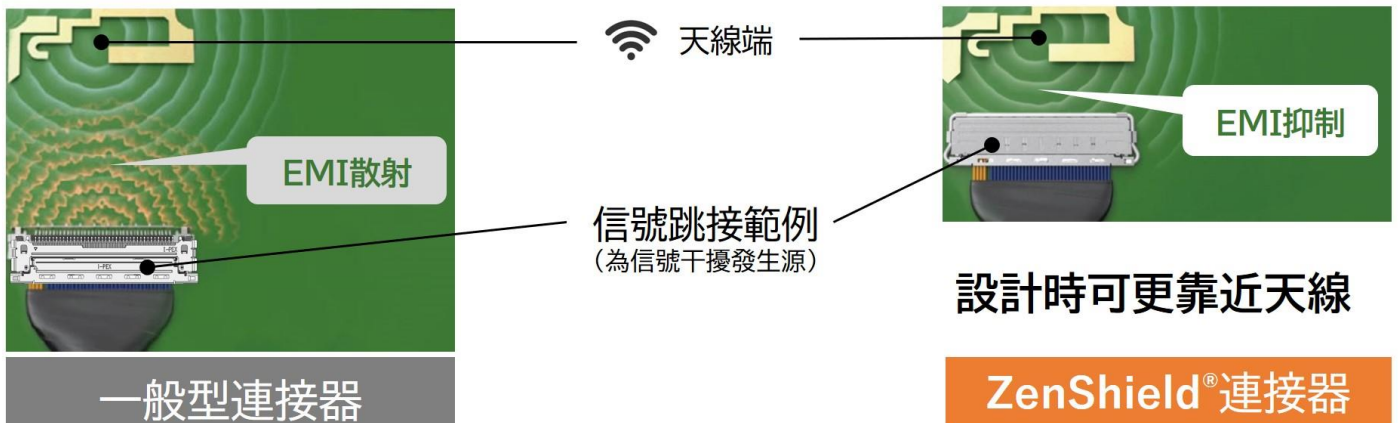 天線端
EMI散射
EMI抑制
信號跳接範例
（為信號干擾發生源）
I-PEX
I-PEX
設計時可更靠近天線
一般型連接器
ZenShield®連接器